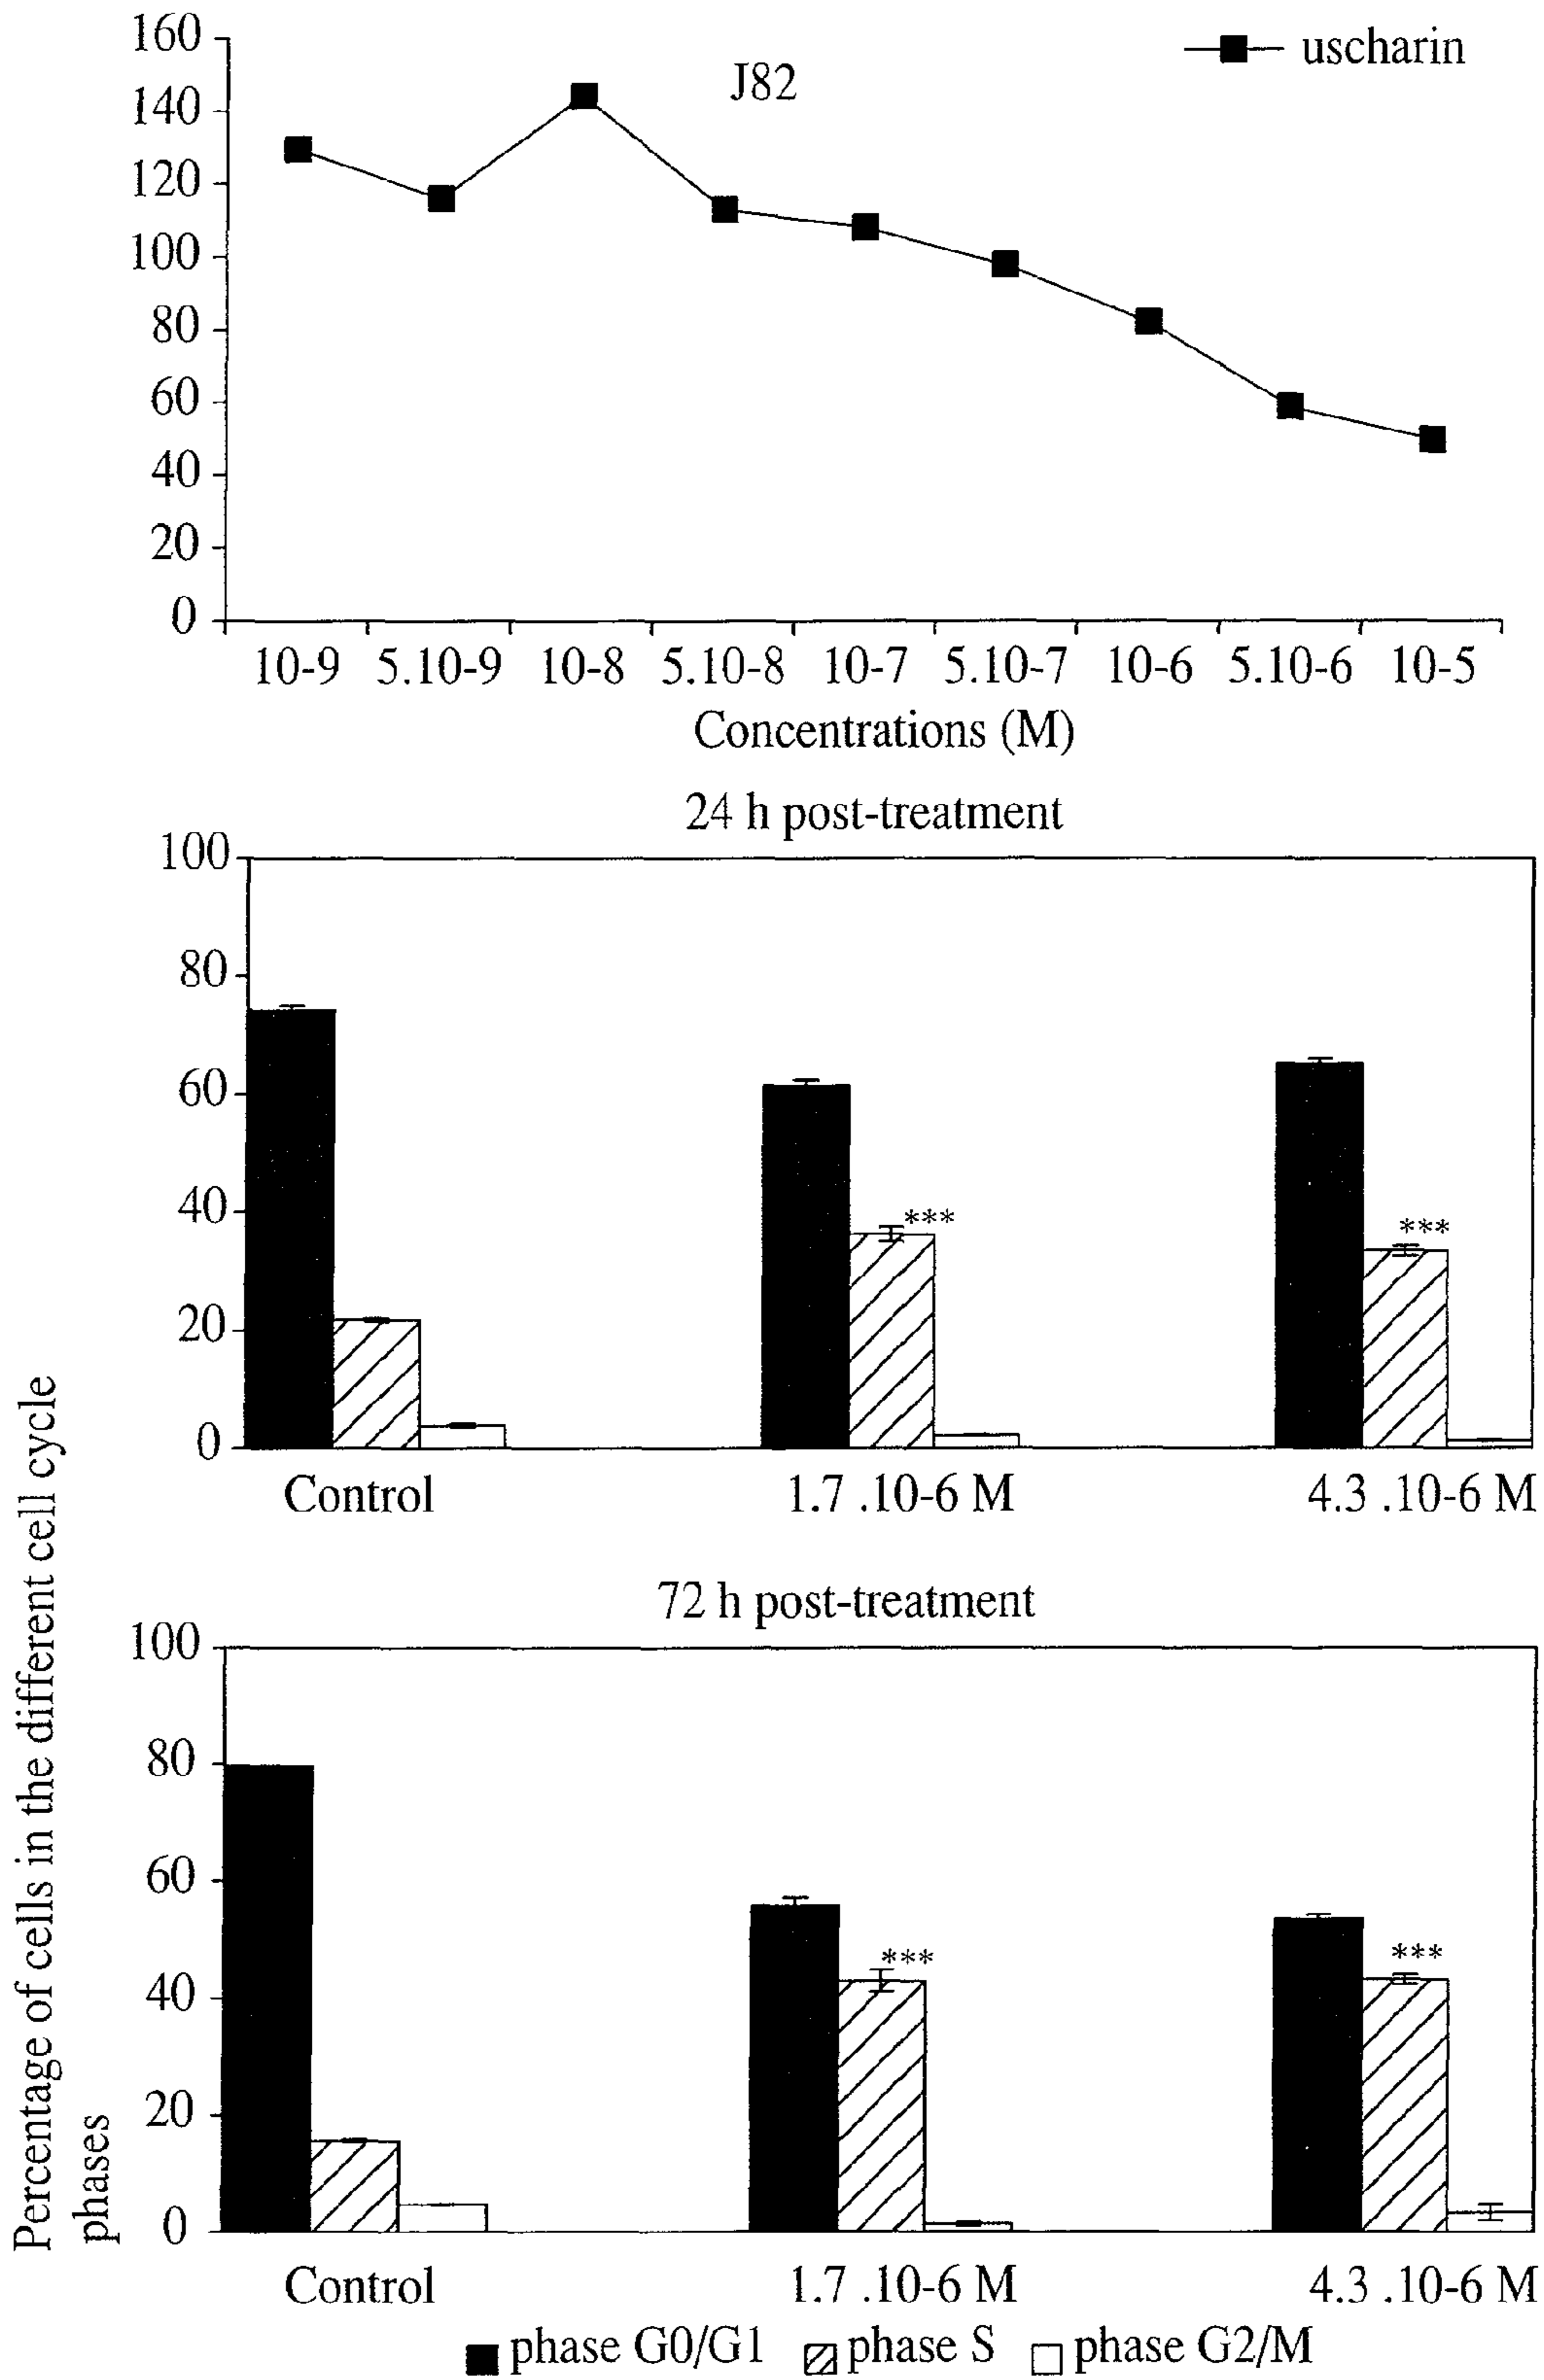 160
uscharin
J82
140
120
100
80
60
40
20
0
10-9 5.10-9 10-8 5.10-8 10-7 5.10-7 10-6 5.10-6 10-5
Concentrations (M)
24 h post-treatment
100
80
60
40
***
***
20
0
Control 1.7 .10-6 M 4.3 .10-6 M
72 h post-treatment
100
80
60
***
***
40
20
0
Control 1.7 .10-6 M 4.3 .10-6 M
Percentage of cells in the different cell cycle
phases
phase G0/G1 phase S phase G2/M